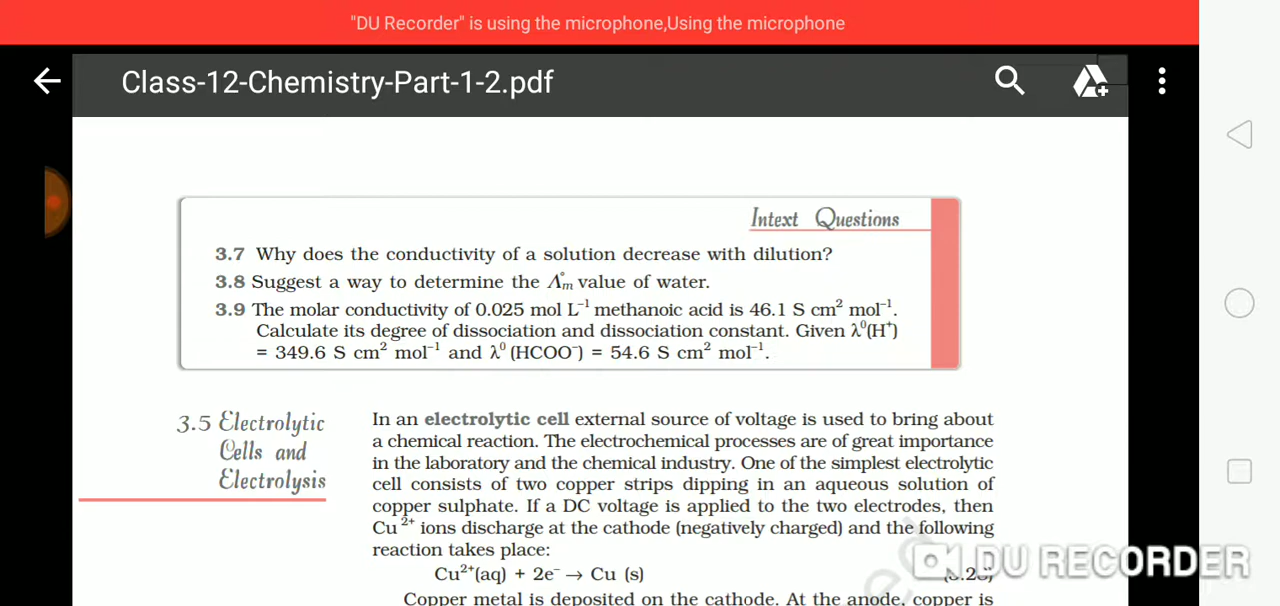 "DU Recorder" is using the microphone,Using the microphone
Class-12-Chemistry-Part-1-2.pdf
Intext Questions
3.7 Why does the conductivity of a solution decrease with dilution?
3.8 Suggest a way to determine the Λ°m value of water.
3.9 The molar conductivity of 0.025 mol L⁻¹ methanoic acid is 46.1 S cm² mol⁻¹.
Calculate its degree of dissociation and dissociation constant. Given λ⁰(H⁺)
= 349.6 S cm² mol⁻¹ and λ⁰ (HCOO⁻) = 54.6 S cm² mol⁻¹.
3.5 Electrolytic
Cells and
Electrolysis
In an electrolytic cell external source of voltage is used to bring about
a chemical reaction. The electrochemical processes are of great importance
in the laboratory and the chemical industry. One of the simplest electrolytic
cell consists of two copper strips dipping in an aqueous solution of
copper sulphate. If a DC voltage is applied to the two electrodes, then
Cu²⁺ ions discharge at the cathode (negatively charged) and the following
reaction takes place:
Cu²⁺(aq) + 2e⁻ → Cu (s)
Copper metal is deposited on the cathode. At the anode, copper is
DU RECORDER